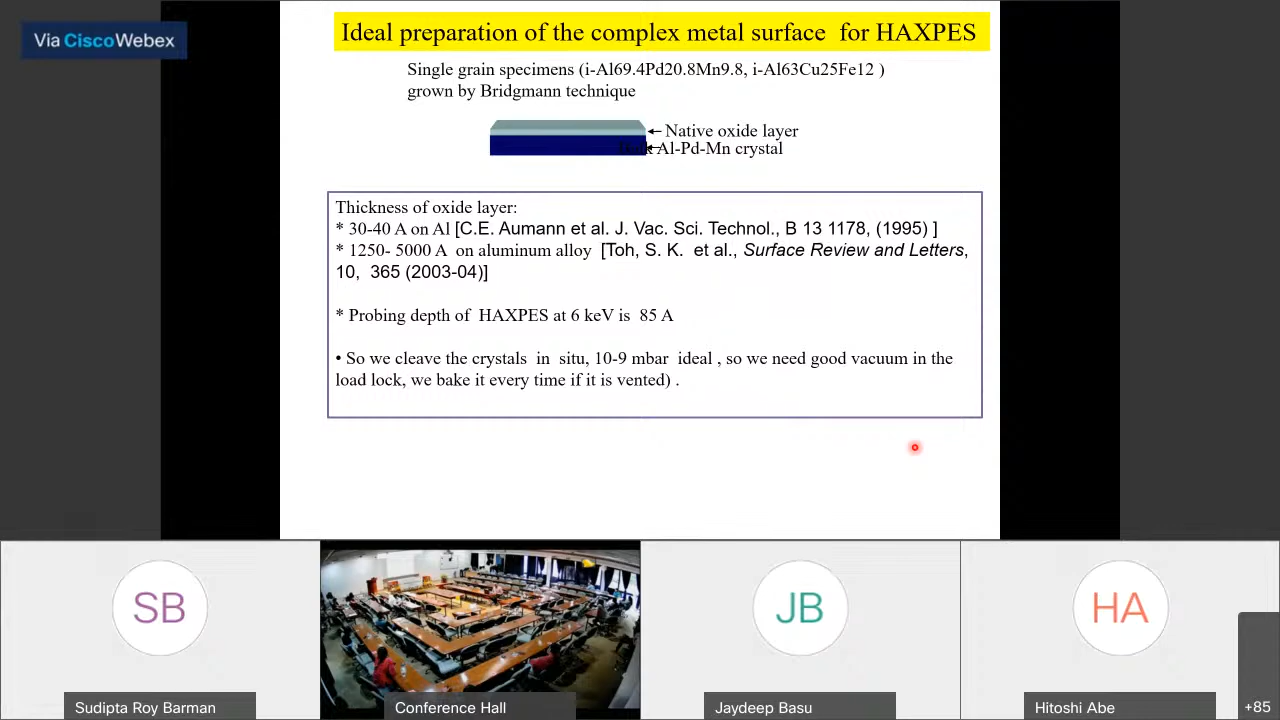 Via Cisco Webex
Ideal preparation of the complex metal surface for HAXPES
Single grain specimens (i-Al69.4Pd20.8Mn9.8, i-Al63Cu25Fe12 )
grown by Bridgmann technique
Native oxide layer
Al-Pd-Mn crystal
Thickness of oxide layer:
* 30-40 A on Al [C.E. Aumann et al. J. Vac. Sci. Technol., B 13 1178, (1995) ]
* 1250- 5000 A on aluminum alloy [Toh, S. K. et al., Surface Review and Letters,
10, 365 (2003-04)]
* Probing depth of HAXPES at 6 keV is 85 A
• So we cleave the crystals in situ, 10-9 mbar ideal , so we need good vacuum in the
load lock, we bake it every time if it is vented) .
SB
JB
HA
Sudipta Roy Barman
Conference Hall
Jaydeep Basu
Hitoshi Abe
+85